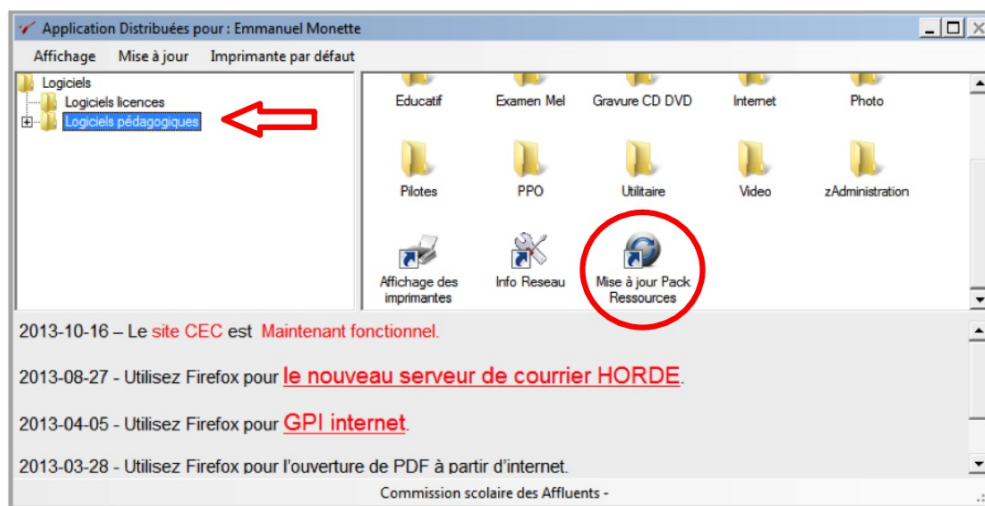 Application Distribuées pour : Emmanuel Monette
Affichage Mise à jour Imprimante par défaut
Logiciels
Logiciels licences
Logiciels pédagogiques
Educatif Examen Mel Gravure CD DVD Internet Photo
Pilotes PPO Utilitaire Video zAdministration
Affichage des imprimantes Info Reseau Mise à jour Pack Ressources
2013-10-16 – Le site CEC est Maintenant fonctionnel.
2013-08-27 - Utilisez Firefox pour le nouveau serveur de courrier HORDE.
2013-04-05 - Utilisez Firefox pour GPI internet.
2013-03-28 - Utilisez Firefox pour l'ouverture de PDF à partir d'internet.
Commission scolaire des Affluents -